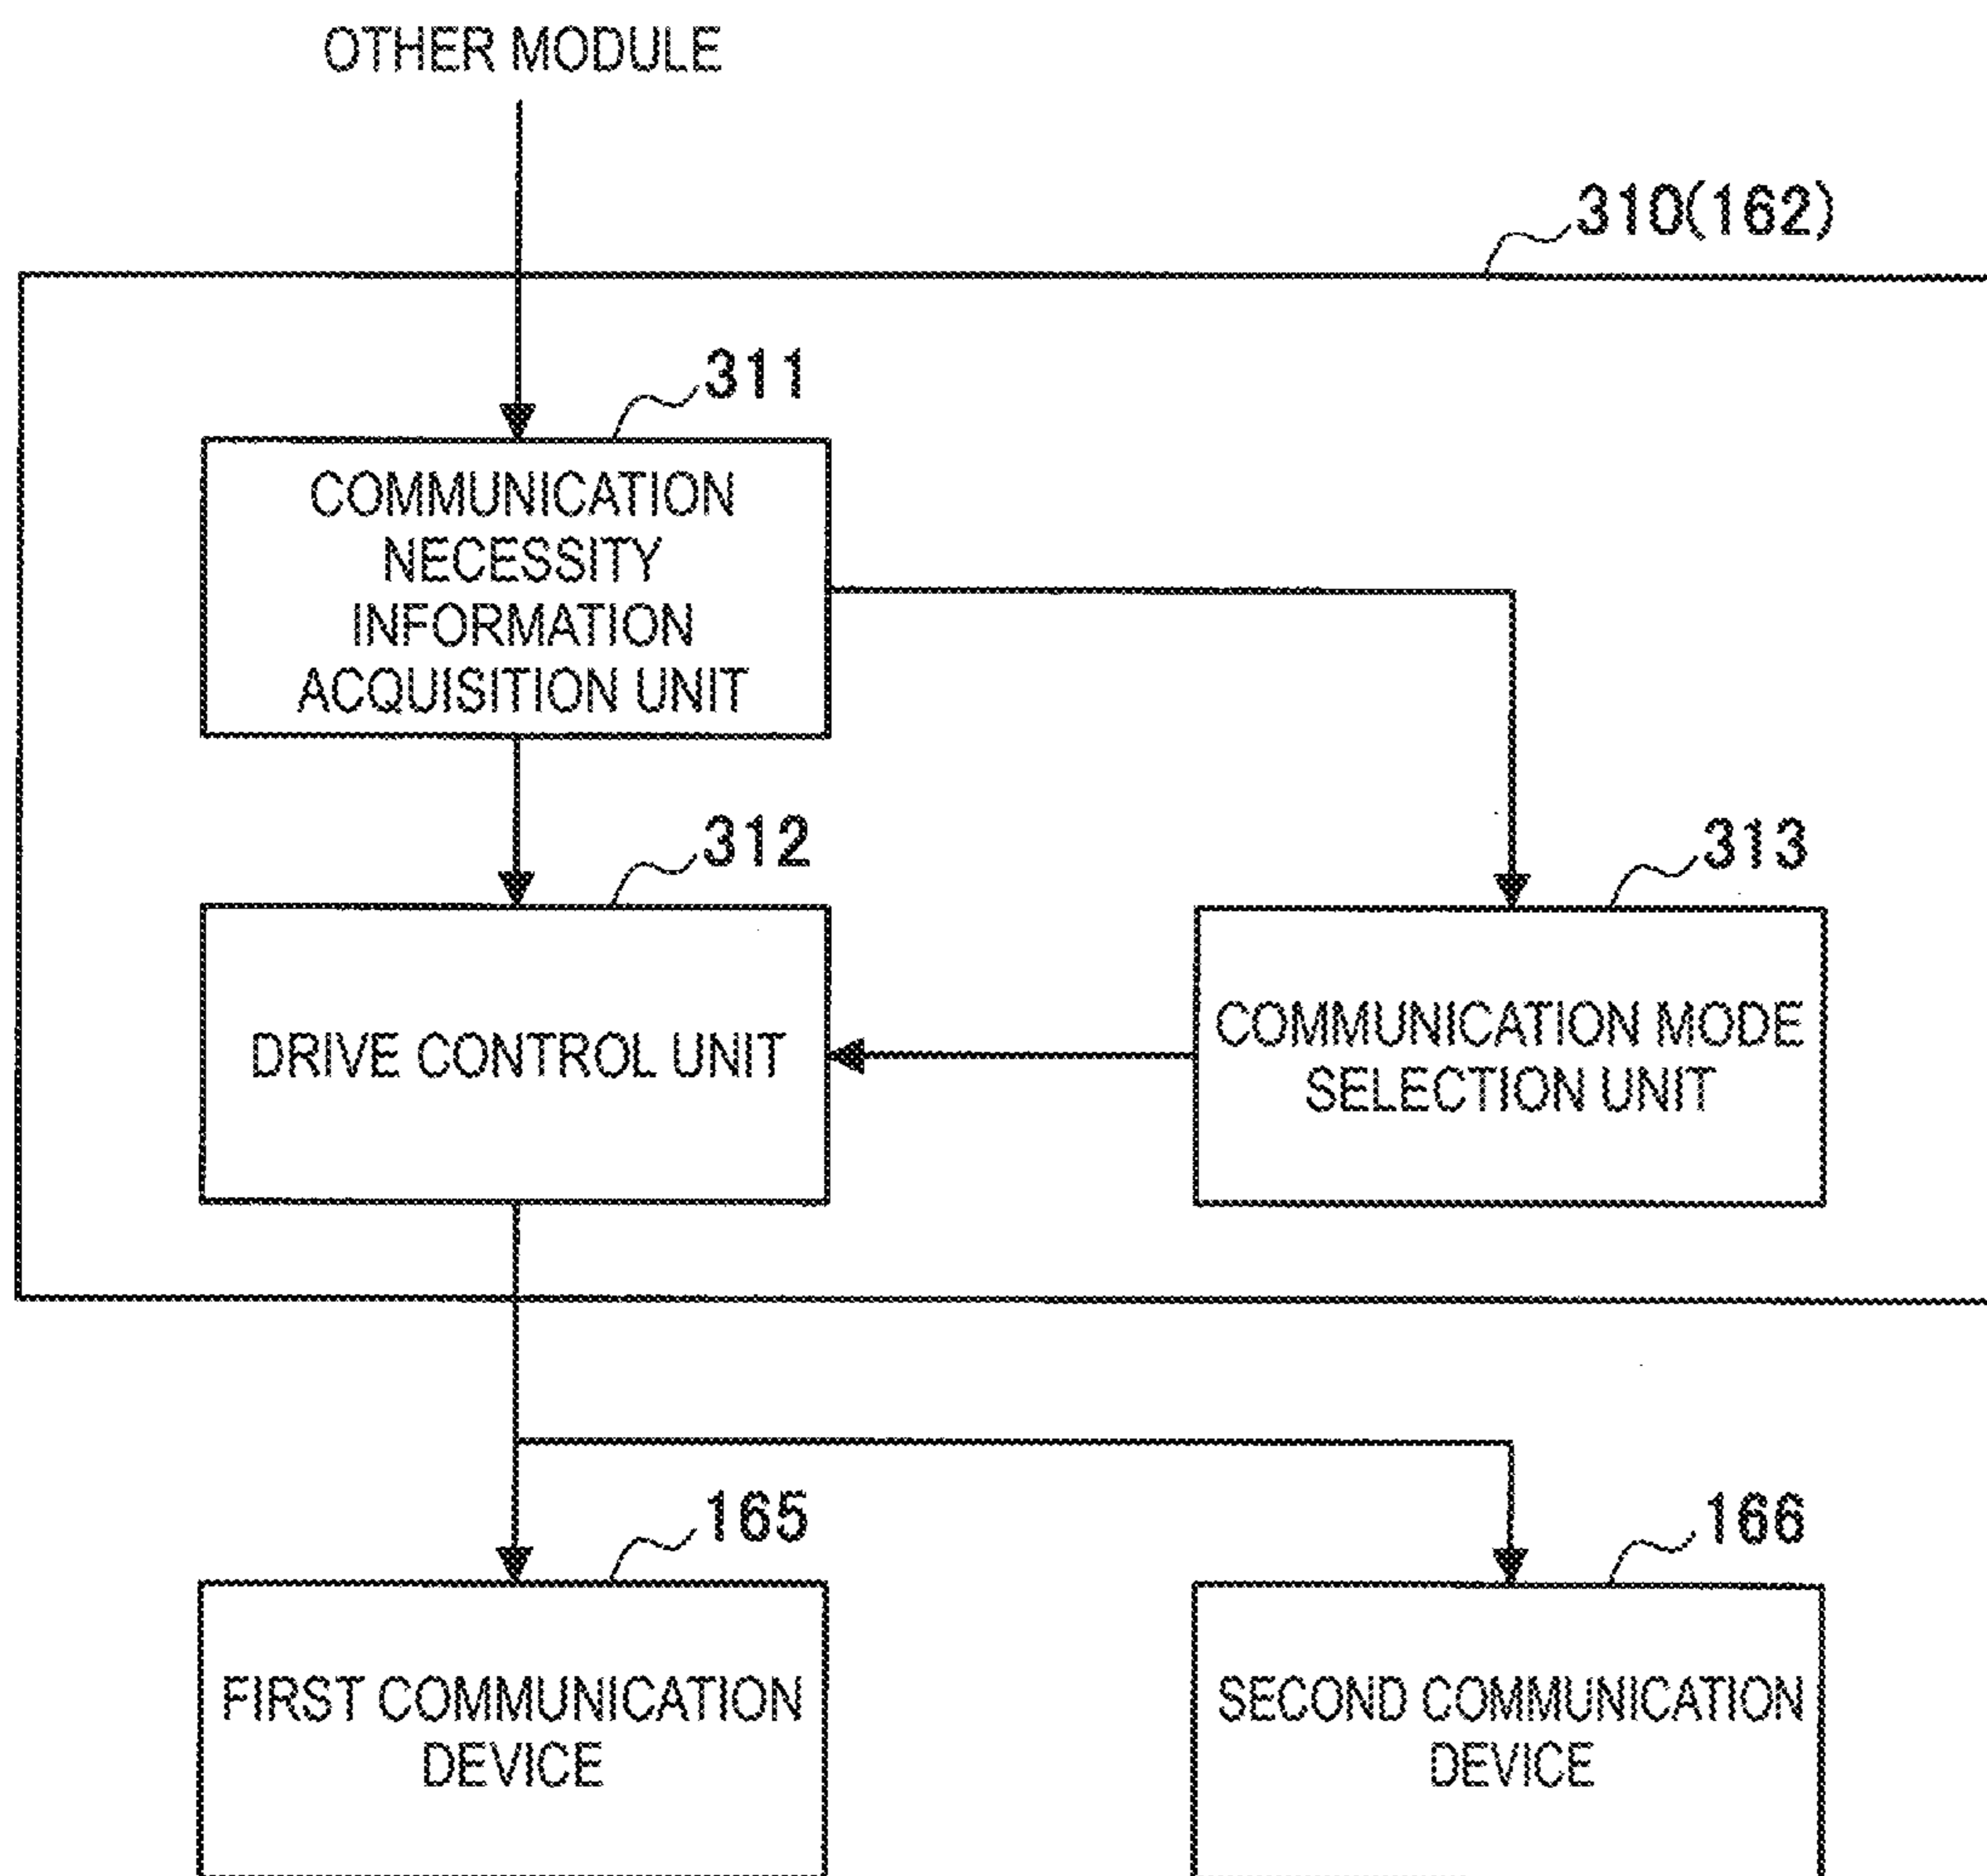 OTHER MODULE
310(162)
311
COMMUNICATION
NECESSITY
INFORMATION
ACQUISITION UNIT
312
313
DRIVE CONTROL UNIT
COMMUNICATION MODE
SELECTION UNIT
165
166
FIRST COMMUNICATION
DEVICE
SECOND COMMUNICATION
DEVICE